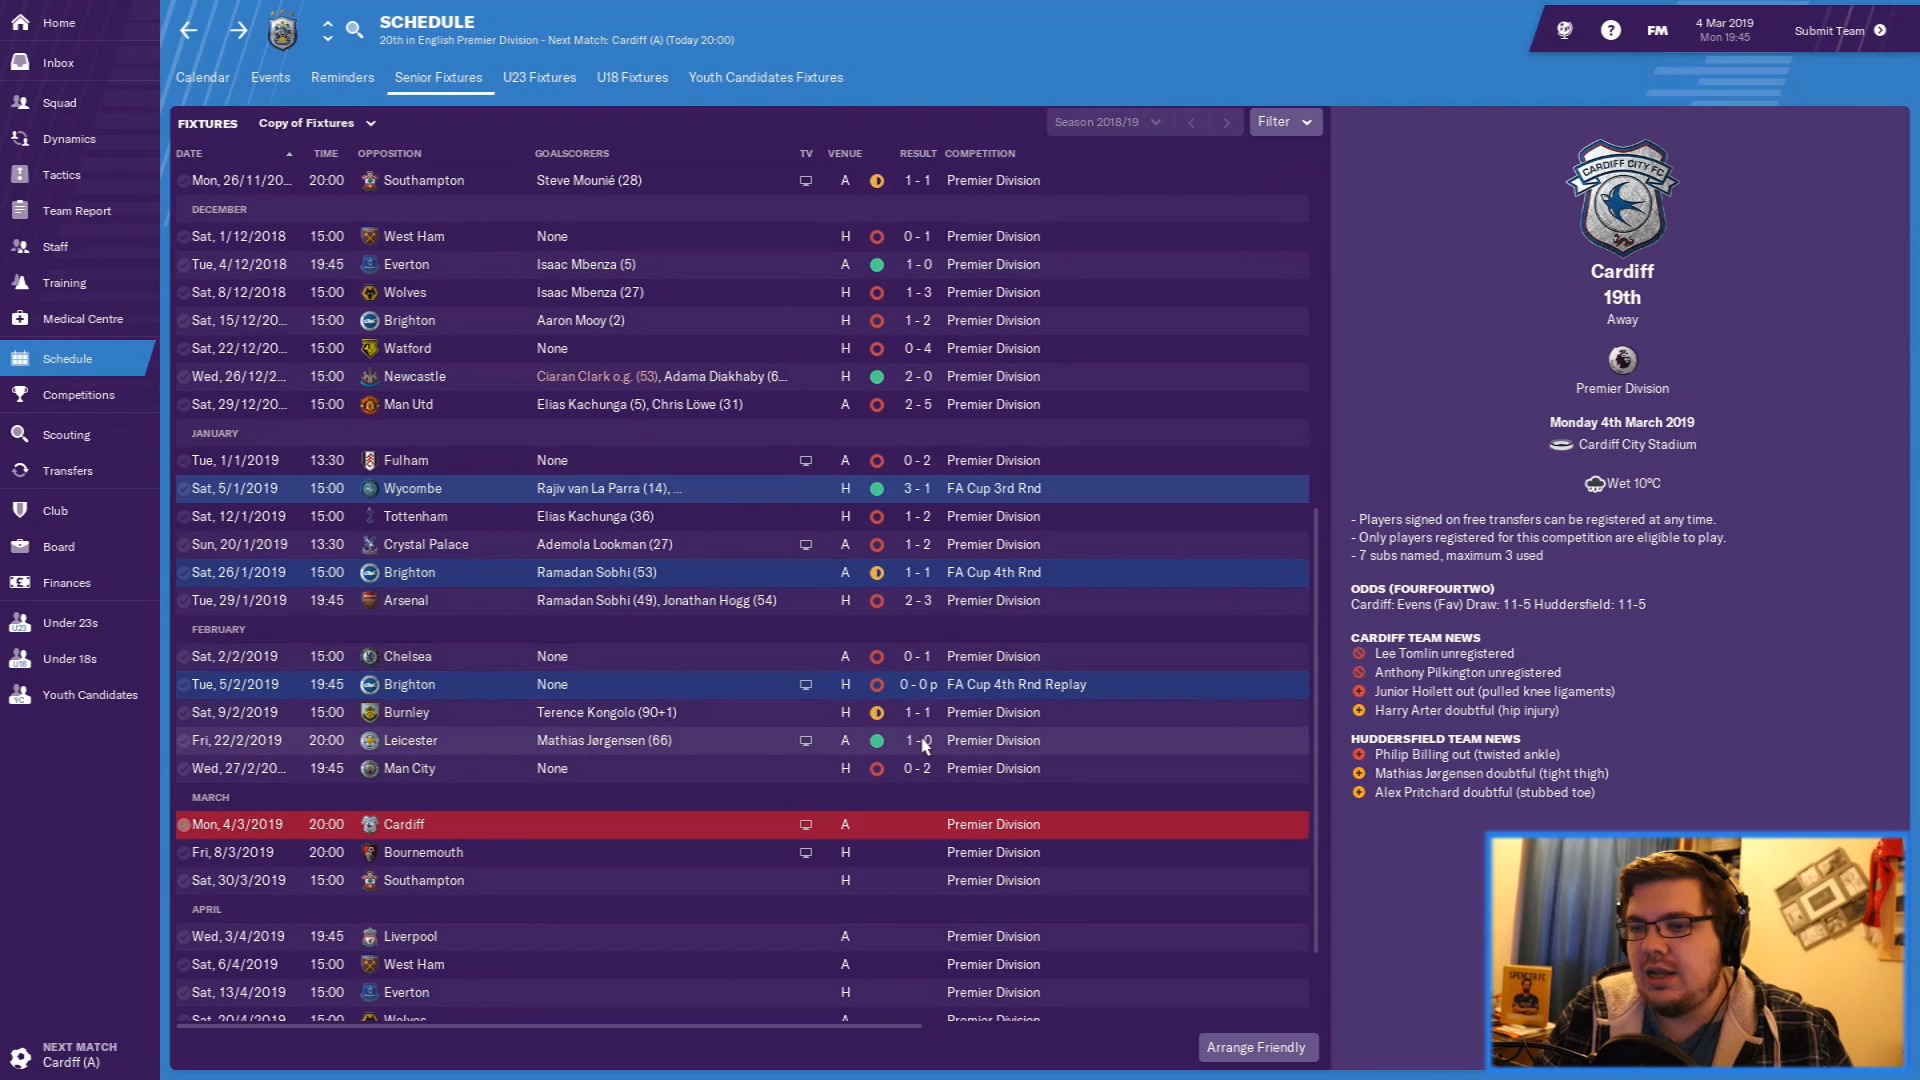 Home
Inbox
Squad
Dynamics
Tactics
Team Report
Staff
Training
Medical Centre
Schedule
Competitions
Scouting
Transfers
Club
Board
Finances
Under 23s
Under 18s
Youth Candidates
NEXT MATCH
Cardiff (A)
SCHEDULE
20th in English Premier Division - Next Match: Cardiff (A) (Today 20:00)
FM
4 Mar 2019
Mon 19:45
Submit Team
Calendar Events Reminders Senior Fixtures U23 Fixtures U18 Fixtures Youth Candidates Fixtures
FIXTURES Copy of Fixtures Season 2018/19 Filter
DATE TIME OPPOSITION GOALSCORERS TV VENUE RESULT COMPETITION
Mon, 26/11/20... 20:00 Southampton Steve Mounié (28) A 1 - 1 Premier Division
DECEMBER
Sat, 1/12/2018 15:00 West Ham None H 0 - 1 Premier Division
Tue, 4/12/2018 19:45 Everton Isaac Mbenza (5) A 1 - 0 Premier Division
Sat, 8/12/2018 15:00 Wolves Isaac Mbenza (27) H 1 - 3 Premier Division
Sat, 15/12/20... 15:00 Brighton Aaron Mooy (2) H 1 - 2 Premier Division
Sat, 22/12/20... 15:00 Watford None H 0 - 4 Premier Division
Wed, 26/12/2... 15:00 Newcastle Ciaran Clark o.g. (53), Adama Diakhaby (6... H 2 - 0 Premier Division
Sat, 29/12/20... 15:00 Man Utd Elias Kachunga (5), Chris Löwe (31) A 2 - 5 Premier Division
JANUARY
Tue, 1/1/2019 13:30 Fulham None A 0 - 2 Premier Division
Sat, 5/1/2019 15:00 Wycombe Rajiv van La Parra (14), ... H 3 - 1 FA Cup 3rd Rnd
Sat, 12/1/2019 15:00 Tottenham Elias Kachunga (36) H 1 - 2 Premier Division
Sun, 20/1/2019 13:30 Crystal Palace Ademola Lookman (27) A 1 - 2 Premier Division
Sat, 26/1/2019 15:00 Brighton Ramadan Sobhi (53) A 1 - 1 FA Cup 4th Rnd
Tue, 29/1/2019 19:45 Arsenal Ramadan Sobhi (49), Jonathan Hogg (54) H 2 - 3 Premier Division
FEBRUARY
Sat, 2/2/2019 15:00 Chelsea None A 0 - 1 Premier Division
Tue, 5/2/2019 19:45 Brighton None H 0 - 0 p FA Cup 4th Rnd Replay
Sat, 9/2/2019 15:00 Burnley Terence Kongolo (90+1) H 1 - 1 Premier Division
Fri, 22/2/2019 20:00 Leicester Mathias Jørgensen (66) A 1 - 0 Premier Division
Wed, 27/2/20... 19:45 Man City None H 0 - 2 Premier Division
MARCH
Mon, 4/3/2019 20:00 Cardiff A Premier Division
Fri, 8/3/2019 20:00 Bournemouth H Premier Division
Sat, 30/3/2019 15:00 Southampton H Premier Division
APRIL
Wed, 3/4/2019 19:45 Liverpool A Premier Division
Sat, 6/4/2019 15:00 West Ham A Premier Division
Sat, 13/4/2019 15:00 Everton H Premier Division
Sat, 20/4/2019 15:00 Wolves A Premier Division
Arrange Friendly
CARDIFF CITY FC
Cardiff
19th
Away
Premier Division
Monday 4th March 2019
Cardiff City Stadium
Wet 10ºC
- Players signed on free transfers can be registered at any time.
- Only players registered for this competition are eligible to play.
- 7 subs named, maximum 3 used
ODDS (FOURFOURTWO)
Cardiff: Evens (Fav) Draw: 11-5 Huddersfield: 11-5
CARDIFF TEAM NEWS
Lee Tomlin unregistered
Anthony Pilkington unregistered
Junior Hoilett out (pulled knee ligaments)
Harry Arter doubtful (hip injury)
HUDDERSFIELD TEAM NEWS
Philip Billing out (twisted ankle)
Mathias Jørgensen doubtful (tight thigh)
Alex Pritchard doubtful (stubbed toe)
SPENCER FC